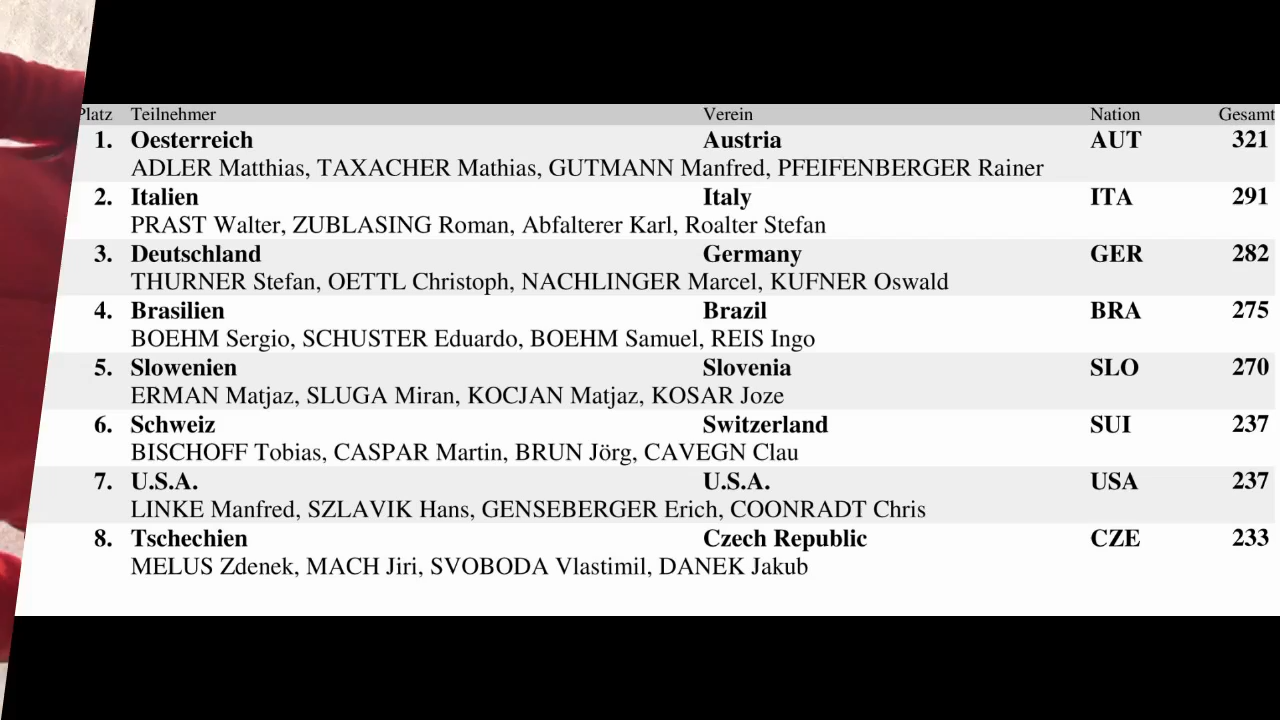 Platz Teilnehmer Verein Nation Gesamt
1. Oesterreich Austria AUT 321
ADLER Matthias, TAXACHER Mathias, GUTMANN Manfred, PFEIFENBERGER Rainer
2. Italien Italy ITA 291
PRAST Walter, ZUBLASING Roman, Abfalterer Karl, Roalter Stefan
3. Deutschland Germany GER 282
THURNER Stefan, OETTL Christoph, NACHLINGER Marcel, KUFNER Oswald
4. Brasilien Brazil BRA 275
BOEHM Sergio, SCHUSTER Eduardo, BOEHM Samuel, REIS Ingo
5. Slowenien Slovenia SLO 270
ERMAN Matjaz, SLUGA Miran, KOCJAN Matjaz, KOSAR Joze
6. Schweiz Switzerland SUI 237
BISCHOFF Tobias, CASPAR Martin, BRUN Jörg, CAVEGN Clau
7. U.S.A. U.S.A. USA 237
LINKE Manfred, SZLAVIK Hans, GENSEBERGER Erich, COONRADT Chris
8. Tschechien Czech Republic CZE 233
MELUS Zdenek, MACH Jiri, SVOBODA Vlastimil, DANEK Jakub